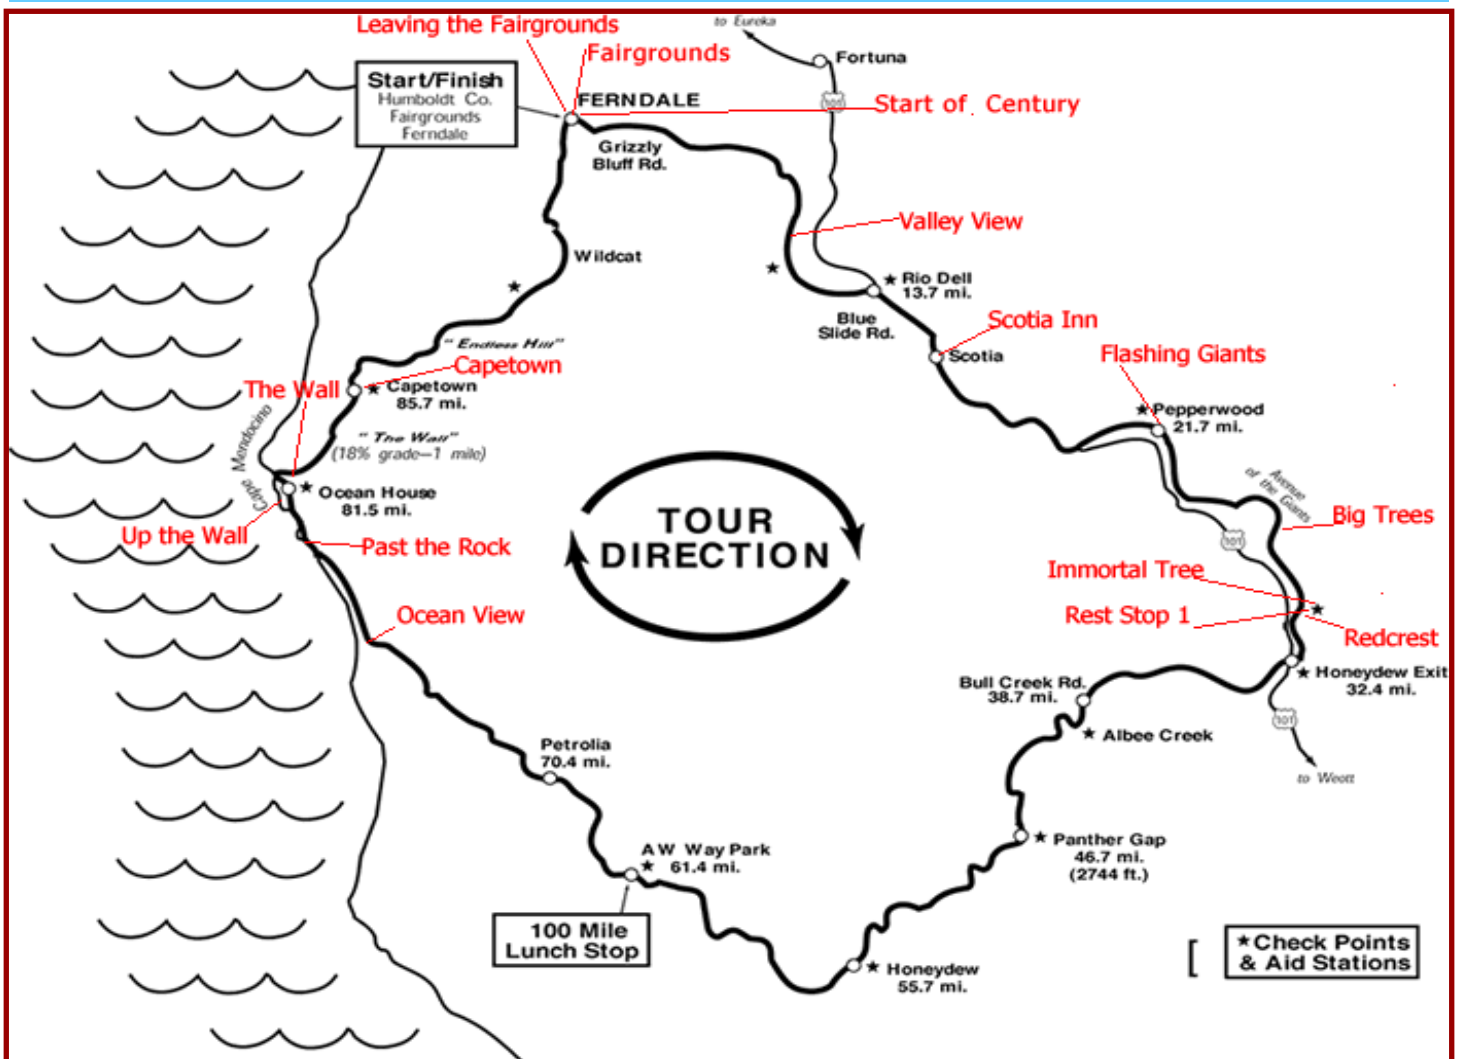 to Eureka
Leaving the Fairgrounds
Fairgrounds
Fortuna
Start/Finish
Humboldt Co.
Fairgrounds
Ferndale
FERNDALE
101
Start of Century
Grizzly
Bluff Rd.
Valley View
Wildcat
Rio Dell
13.7 mi.
Blue
Slide Rd.
Scotia Inn
Scotia
"Endless Hill"
Capetown
Flashing Giants
The Wall
Capetown
85.7 mi.
Pepperwood
21.7 mi.
"The Wall"
(18% grade—1 mile)
Cape Mendocino
Ocean House
81.5 mi.
Avenue
of the Giants
TOUR
DIRECTION
Big Trees
Up the Wall
Past the Rock
101
Immortal Tree
Rest Stop 1
Ocean View
Redcrest
Honeydew Exit
32.4 mi.
Bull Creek Rd.
38.7 mi.
101
Albee Creek
Petrolia
70.4 mi.
to Weott
Panther Gap
46.7 mi.
(2744 ft.)
A W Way Park
61.4 mi.
100 Mile
Lunch Stop
Honeydew
55.7 mi.
[ ★Check Points
& Aid Stations